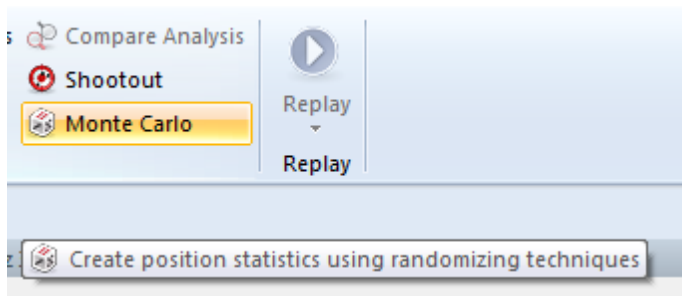 s Compare Analysis
Shootout
Monte Carlo
Replay
Replay
z
Create position statistics using randomizing techniques